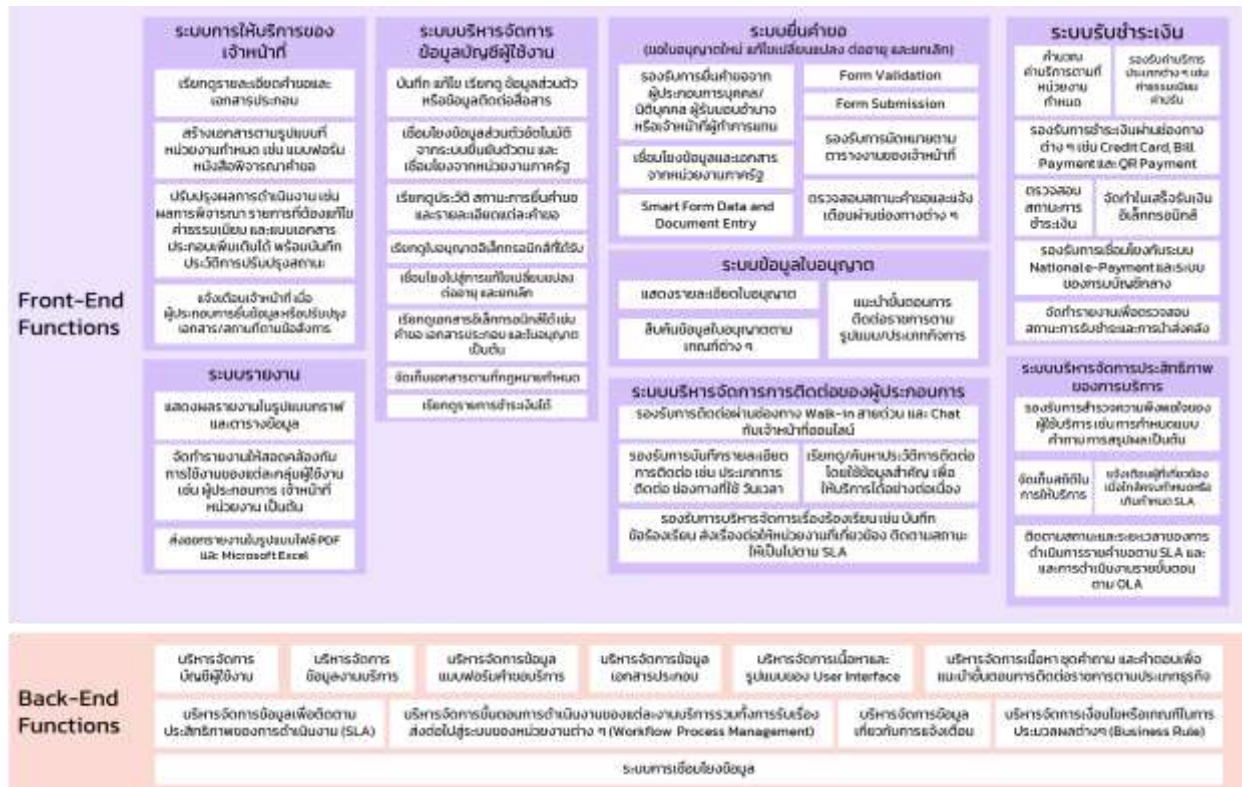 Front-End
Functions
ระบบการให้บริการของ
เจ้าหน้าที่
เรียกดูรายละเอียดคำขอและ
เอกสารประกอบ
สร้างเอกสารตามรูปแบบที่
หน่วยงานกำหนด เช่น แบบฟอร์ม
หนังสือพิจารณาคำขอ
ปรับปรุงผลการดำเนินงาน เช่น
ผลการพิจารณา รายการที่ต้องแก้ไข
ค่าธรรมเนียม และแนบเอกสาร
ประกอบเพิ่มเติมได้ พร้อมบันทึก
ประวัติการปรับปรุงสถานะ
แจ้งเตือนเจ้าหน้าที่ เมื่อ
ผู้ประกอบการยื่นข้อมูลหรือปรับปรุง
เอกสาร/สถานที่ตามข้อสั่งการ
ระบบรายงาน
แสดงผลรายงานในรูปแบบกราฟ
และตารางข้อมูล
จัดทำรายงานให้สอดคล้องกับ
การใช้งานของแต่ละกลุ่มผู้ใช้งาน
เช่น ผู้ประกอบการ เจ้าหน้าที่
หน่วยงาน เป็นต้น
ส่งออกรายงานในรูปแบบไฟล์ PDF
และ Microsoft Excel
ระบบบริหารจัดการ
ข้อมูลบัญชีผู้ใช้งาน
บันทึก แก้ไข เรียกดู ข้อมูลส่วนตัว
หรือข้อมูลติดต่อสื่อสาร
เชื่อมโยงข้อมูลส่วนตัวอัตโนมัติ
จากระบบยืนยันตัวตน และ
เชื่อมโยงจากหน่วยงานภาครัฐ
เรียกดูประวัติ สถานะการยื่นคำขอ
และรายละเอียดแต่ละคำขอ
เรียกดูใบอนุญาตอิเล็กทรอนิกส์ที่ได้รับ
เชื่อมโยงไปสู่การแก้ไขเปลี่ยนแปลง
ต่ออายุ และยกเลิก
เรียกดูเอกสารอิเล็กทรอนิกส์ได้ เช่น
คำขอ เอกสารประกอบ และใบอนุญาต
เป็นต้น
จัดเก็บเอกสารตามที่กฎหมายกำหนด
เรียกดูรายการชำระเงินได้
ระบบยื่นคำขอ
(ขอใบอนุญาตใหม่ แก้ไขเปลี่ยนแปลง ต่ออายุ และยกเลิก)
รองรับการยื่นคำขอจาก
ผู้ประกอบการบุคคล/
นิติบุคคล ผู้รับมอบอำนาจ
หรือเจ้าหน้าที่ผู้ทำการแทน
เชื่อมโยงข้อมูลและเอกสาร
จากหน่วยงานภาครัฐ
Smart Form Data and
Document Entry
Form Validation
Form Submission
รองรับการนัดหมายตาม
ตารางงานของเจ้าหน้าที่
ตรวจสอบสถานะคำขอและแจ้ง
เตือนผ่านช่องทางต่าง ๆ
ระบบข้อมูลใบอนุญาต
แสดงรายละเอียดใบอนุญาต
สืบค้นข้อมูลใบอนุญาตตาม
เกณฑ์ต่าง ๆ
แนะนำขั้นตอนการ
ติดต่อราชการตาม
รูปแบบ/ประเภทกิจการ
ระบบบริหารจัดการการติดต่อของผู้ประกอบการ
รองรับการติดต่อผ่านช่องทาง Walk-in สายด่วน และ Chat
กับเจ้าหน้าที่ออนไลน์
รองรับการบันทึกรายละเอียด
การติดต่อ เช่น ประเภทการ
ติดต่อ ช่องทางที่ใช้ วันเวลา
เรียกดู/ค้นหาประวัติการติดต่อ
โดยใช้ข้อมูลสำคัญ เพื่อ
ให้บริการได้อย่างต่อเนื่อง
รองรับการบริหารจัดการเรื่องร้องเรียน เช่น บันทึก
ข้อร้องเรียน ส่งเรื่องต่อให้หน่วยงานที่เกี่ยวข้อง ติดตามสถานะ
ให้เป็นไปตาม SLA
ระบบรับชำระเงิน
คำนวณ
ค่าบริการตามที่
หน่วยงาน
กำหนด
รองรับค่าบริการ
ประเภทต่าง ๆ เช่น
ค่าธรรมเนียม
ค่าปรับ
รองรับการชำระเงินผ่านช่องทาง
ต่าง ๆ เช่น Credit Card, Bill
Payment และ QR Payment
ตรวจสอบ
สถานะการ
ชำระเงิน
จัดทำใบเสร็จรับเงิน
อิเล็กทรอนิกส์
รองรับการเชื่อมโยงกับระบบ
National e-Payment และระบบ
ของกรมบัญชีกลาง
จัดทำรายงานเพื่อตรวจสอบ
สถานะการรับชำระและการนำส่งคลัง
ระบบบริหารจัดการประสิทธิภาพ
ของการบริการ
รองรับการสำรวจความพึงพอใจของ
ผู้ใช้บริการ เช่น การกำหนดแบบ
คำถาม การสรุปผล เป็นต้น
จัดเก็บสถิติใน
การให้บริการ
แจ้งเตือนผู้ที่เกี่ยวข้อง
เมื่อใกล้ครบกำหนดหรือ
เกินกำหนด SLA
ติดตามสถานะและระยะเวลาของการ
ดำเนินการรายคำขอตาม SLA และ
และการดำเนินงานรายขั้นตอน
ตาม OLA
Back-End
Functions
บริหารจัดการ
บัญชีผู้ใช้งาน
บริหารจัดการ
ข้อมูลงานบริการ
บริหารจัดการข้อมูล
แบบฟอร์มคำขอบริการ
บริหารจัดการข้อมูล
เอกสารประกอบ
บริหารจัดการเนื้อหาและ
รูปแบบของ User Interface
บริหารจัดการเนื้อหา ชุดคำถาม และคำตอบเพื่อ
แนะนำขั้นตอนการติดต่อราชการตามประเภทธุรกิจ
บริหารจัดการข้อมูลเพื่อติดตาม
ประสิทธิภาพของการดำเนินงาน (SLA)
บริหารจัดการขั้นตอนการดำเนินงานของแต่ละงานบริการรวมทั้งการรับเรื่อง
ส่งต่อไปสู่ระบบของหน่วยงานต่าง ๆ (Workflow Process Management)
บริหารจัดการข้อมูล
เกี่ยวกับการแจ้งเตือน
บริหารจัดการเงื่อนไขหรือเกณฑ์ในการ
ประมวลผลต่างๆ (Business Rule)
ระบบการเชื่อมโยงข้อมูล